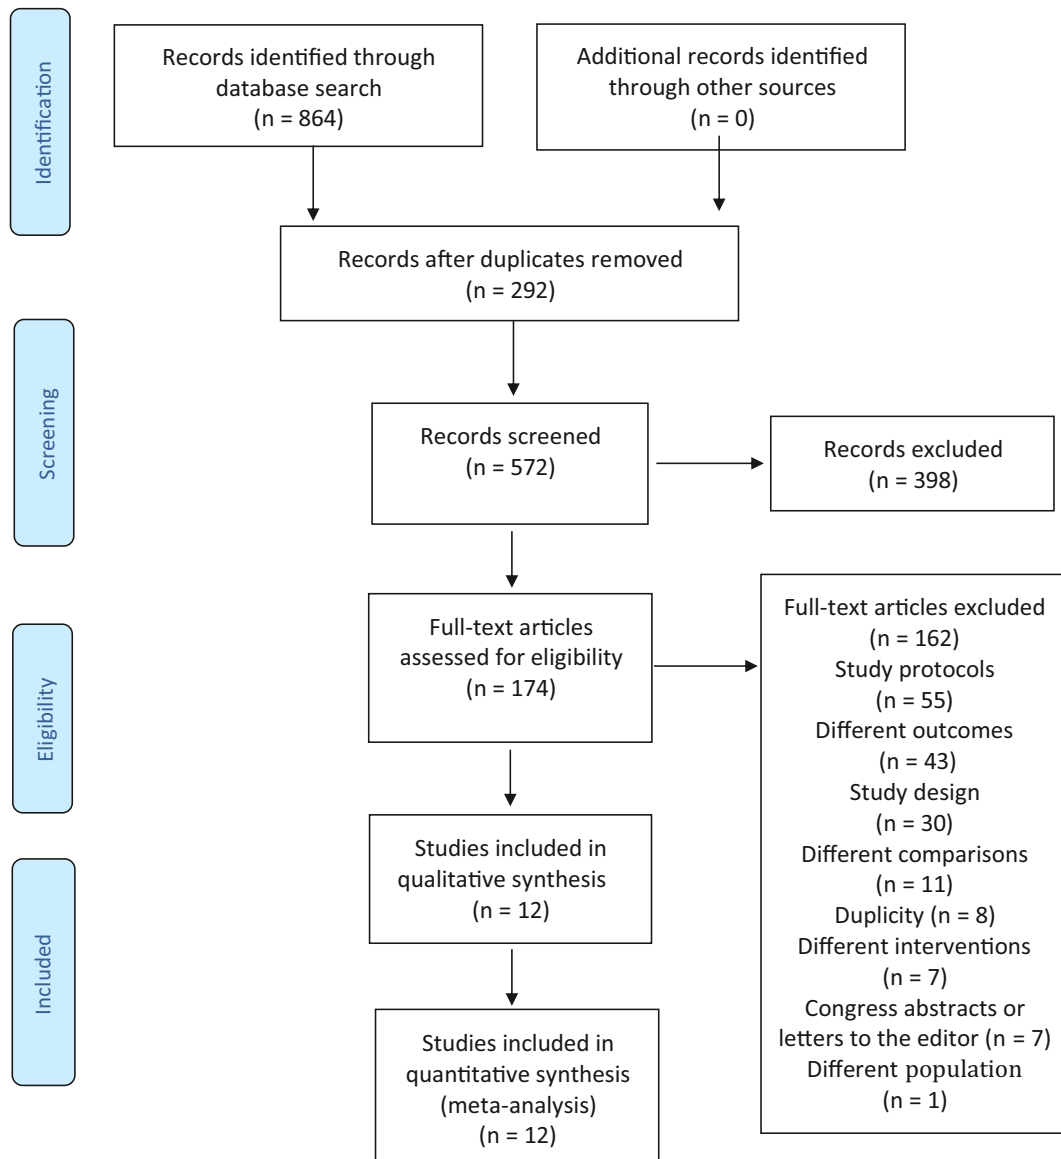 Identification
Records identified through
database search
(n = 864)
Additional records identified
through other sources
(n = 0)
Records after duplicates removed
(n = 292)
Screening
Records screened
(n = 572)
Records excluded
(n = 398)
Eligibility
Full-text articles
assessed for eligibility
(n = 174)
Full-text articles excluded
(n = 162)
Study protocols
(n = 55)
Different outcomes
(n = 43)
Study design
(n = 30)
Different comparisons
(n = 11)
Duplicity (n = 8)
Different interventions
(n = 7)
Congress abstracts or
letters to the editor (n = 7)
Different population
(n = 1)
Included
Studies included in
qualitative synthesis
(n = 12)
Studies included in
quantitative synthesis
(meta-analysis)
(n = 12)